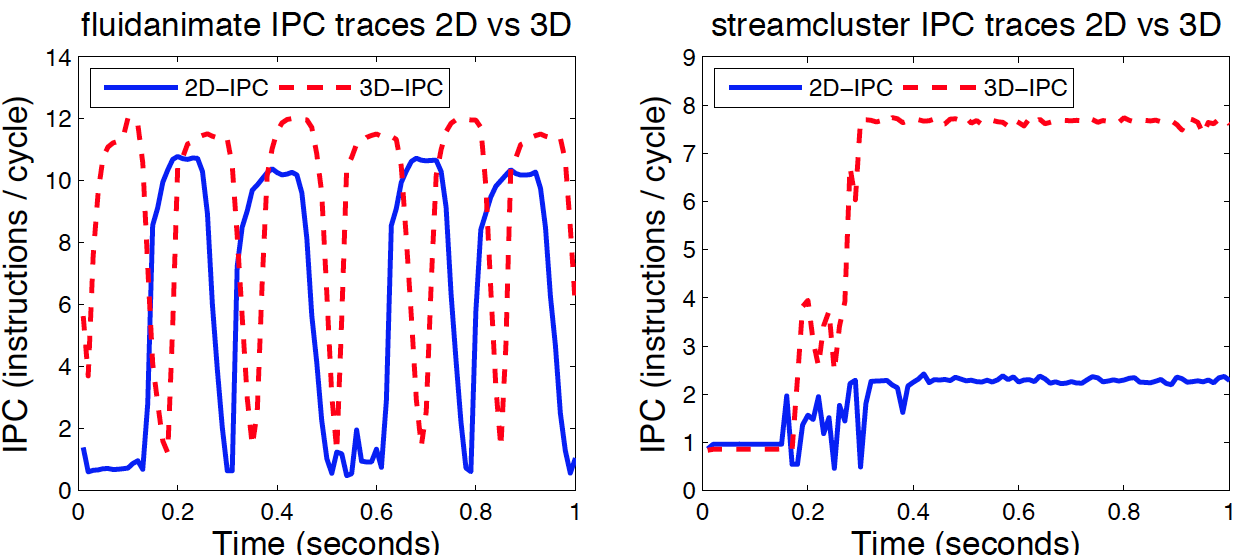 fluidanimate IPC traces 2D vs 3D
IPC (instructions / cycle)
14
12
10
8
6
4
2
0
2D−IPC 3D−IPC
0 0.2 0.4 0.6 0.8 1
Time (seconds)
streamcluster IPC traces 2D vs 3D
IPC (instructions / cycle)
9
8
7
6
5
4
3
2
1
0
2D−IPC 3D−IPC
0 0.2 0.4 0.6 0.8 1
Time (seconds)